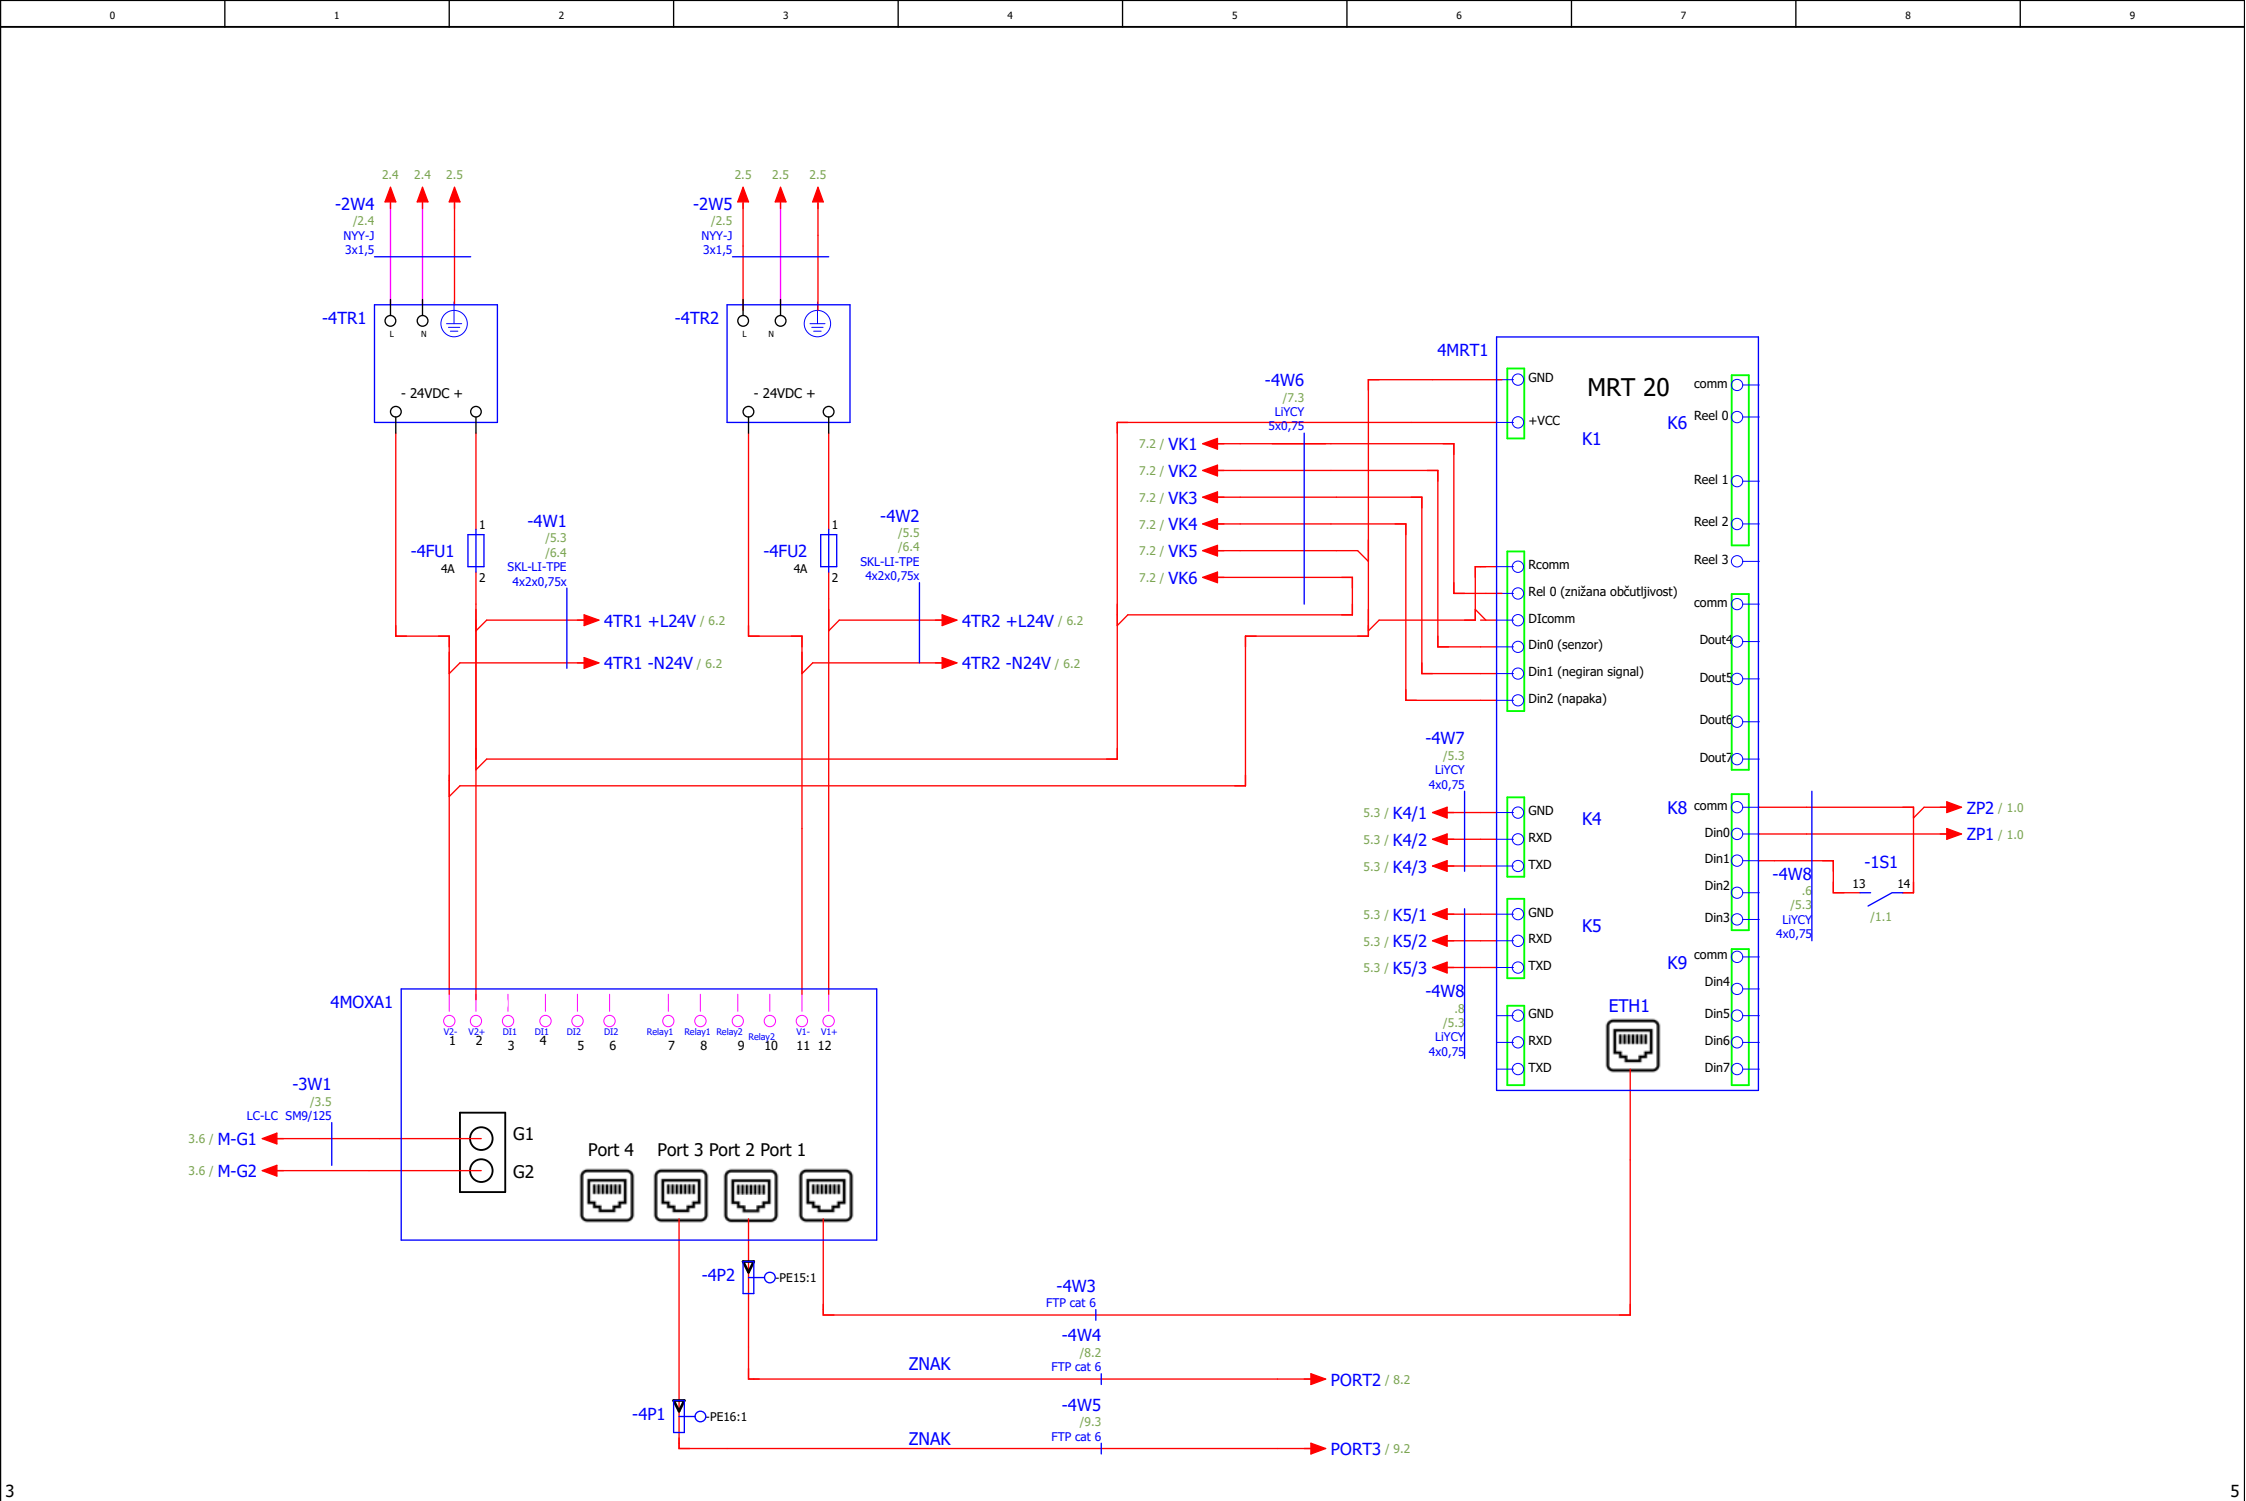 0 1 2 3 4 5 6 7 8 9
2.4 2.4 2.5
-2W4
/2.4
NYY-J
3x1,5
2.5 2.5 2.5
-2W5
/2.5
NYY-J
3x1,5
-4TR1
L N
- 24VDC +
-4TR2
L N
- 24VDC +
-4FU1
4A
1
2
-4W1
/5.3
/6.4
SKL-LI-TPE
4x2x0,75x
4TR1 +L24V / 6.2
4TR1 -N24V / 6.2
-4FU2
4A
1
2
-4W2
/5.5
/6.4
SKL-LI-TPE
4x2x0,75x
4TR2 +L24V / 6.2
4TR2 -N24V / 6.2
-4W6
/7.3
LiYCY
5x0,75
7.2 / VK1
7.2 / VK2
7.2 / VK3
7.2 / VK4
7.2 / VK5
7.2 / VK6
4MRT1
MRT 20
GND
+VCC
K1
Rcomm
Rel 0 (znižana občutljivost)
DIcomm
Din0 (senzor)
Din1 (negiran signal)
Din2 (napaka)
K6
comm
Reel 0
Reel 1
Reel 2
Reel 3
comm
Dout4
Dout5
Dout6
Dout7
-4W7
/5.3
LiYCY
4x0,75
5.3 / K4/1
5.3 / K4/2
5.3 / K4/3
GND
RXD
TXD
K4
5.3 / K5/1
5.3 / K5/2
5.3 / K5/3
GND
RXD
TXD
K5
-4W8
.8
/5.3
LiYCY
4x0,75
GND
RXD
TXD
ETH1
K8
comm
Din0
Din1
Din2
Din3
K9
comm
Din4
Din5
Din6
Din7
ZP2 / 1.0
ZP1 / 1.0
-4W8
.6
/5.3
LiYCY
4x0,75
-1S1
13 14
/1.1
4MOXA1
V2- V2+ DI1 DI1 DI2 DI2 Relay1 Relay1 Relay2 Relay2 V1- V1+
1 2 3 4 5 6 7 8 9 10 11 12
-3W1
/3.5
LC-LC SM9/125
3.6 / M-G1
3.6 / M-G2
G1
G2
Port 4 Port 3 Port 2 Port 1
-4P2
-PE15:1
-4W3
FTP cat 6
-4W4
/8.2
FTP cat 6
ZNAK
PORT2 / 8.2
-4P1
-PE16:1
-4W5
/9.3
FTP cat 6
ZNAK
PORT3 / 9.2
3
5